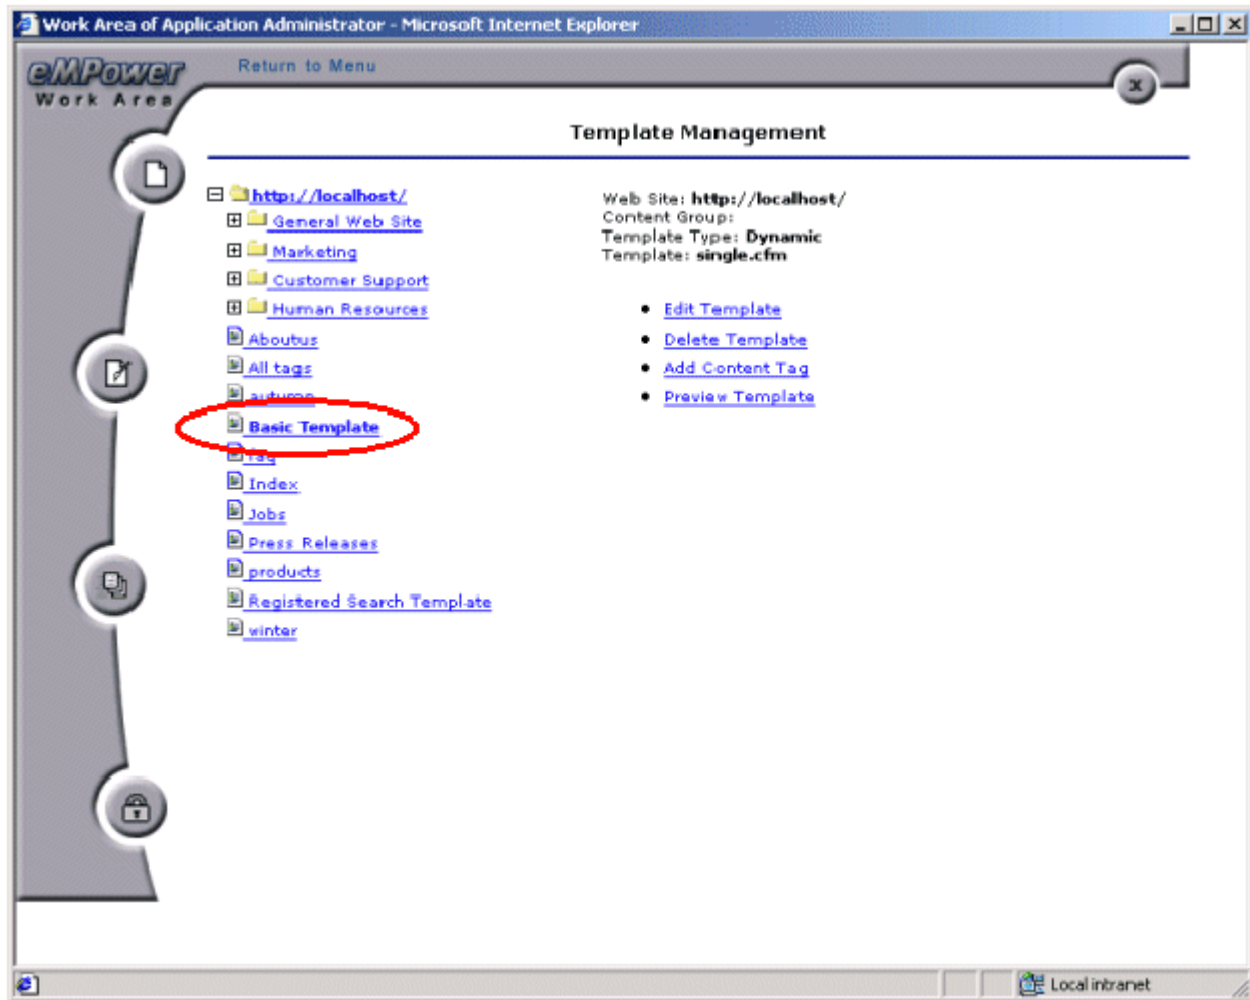 Work Area of Application Administrator - Microsoft Internet Explorer
eMPower
Work Area
Return to Menu
X
Template Management
http://localhost/
General Web Site
Marketing
Customer Support
Human Resources
Aboutus
All tags
autumn
Basic Template
faq
Index
Jobs
Press Releases
products
Registered Search Template
winter
Web Site: http://localhost/
Content Group:
Template Type: Dynamic
Template: single.cfm
Edit Template
Delete Template
Add Content Tag
Preview Template
Local intranet